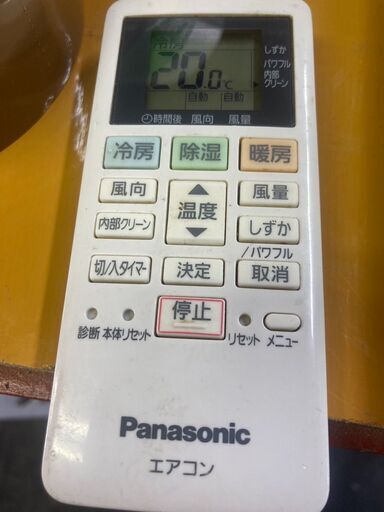 しずか
パワフル
内部
クリーン
20.0℃
自動 自動
時間後 風向 風量
冷房 除湿 暖房
風向 温度 風量
内部クリーン しずか
/パワフル
切/入タイマー 決定 取消
停止
診断 本体リセット リセット メニュー
Panasonic
エアコン